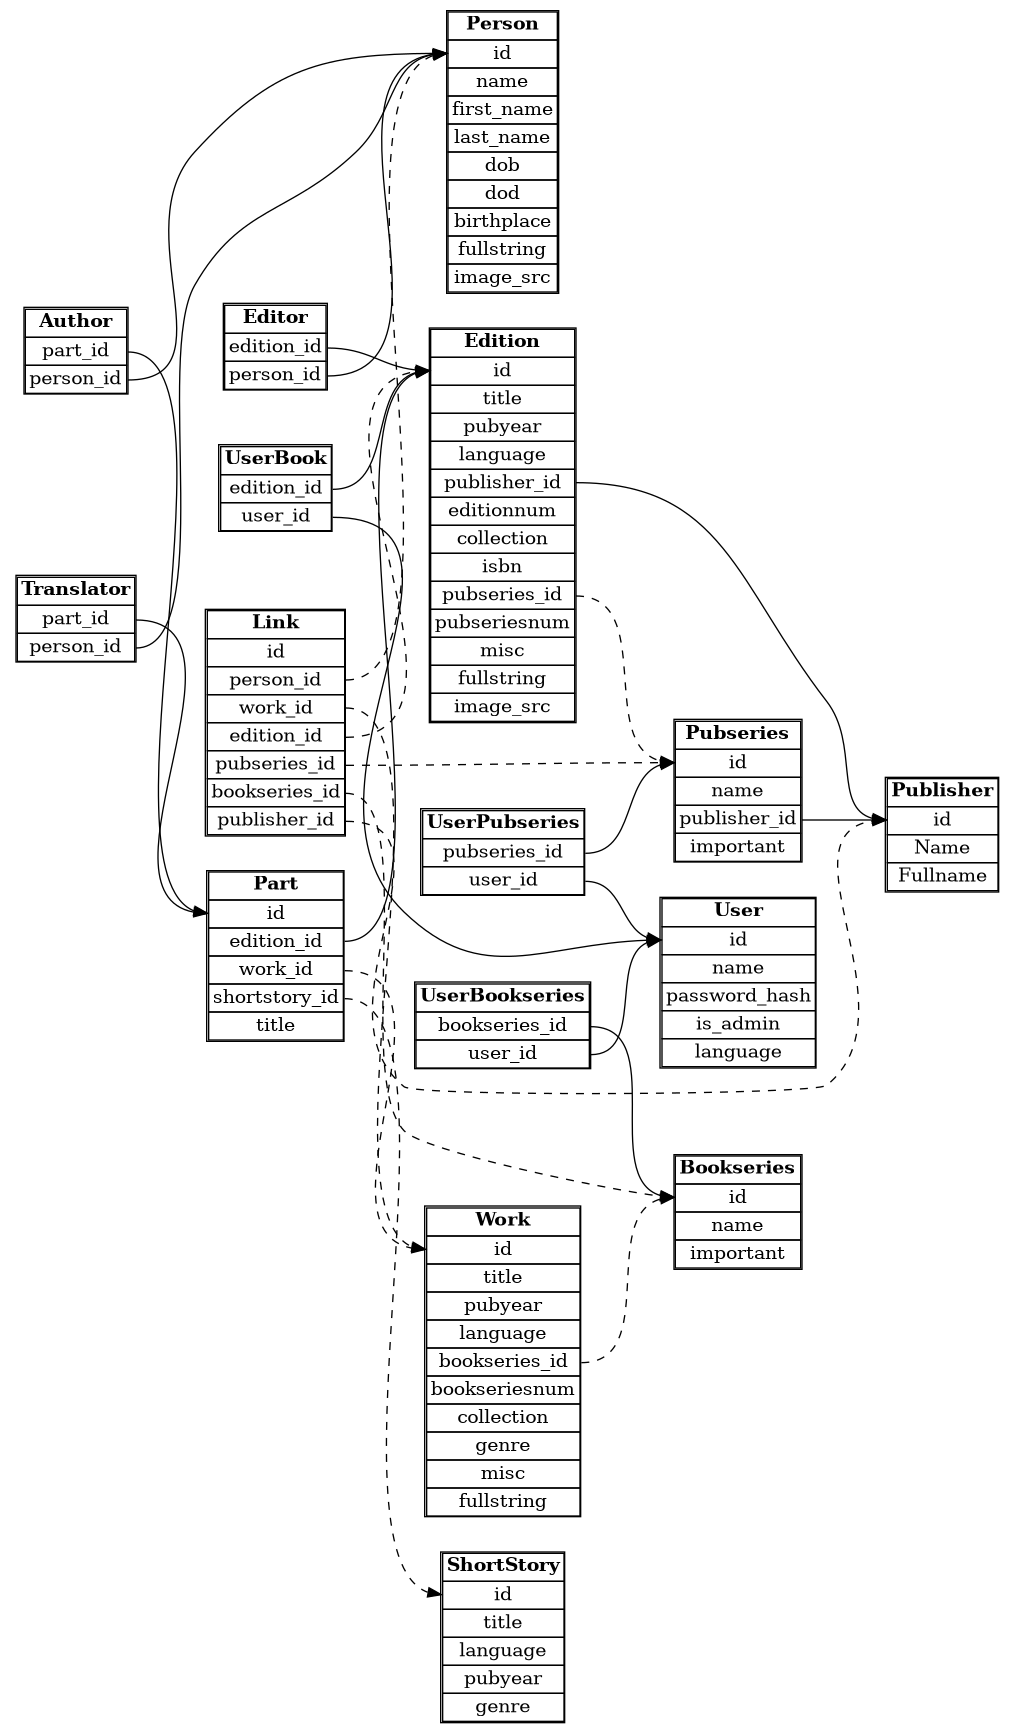 Person
id
name
first_name
last_name
dob
dod
birthplace
fullstring
image_src
Author
part_id
person_id
Editor
edition_id
person_id
Edition
id
title
pubyear
language
publisher_id
editionnum
collection
isbn
pubseries_id
pubseriesnum
misc
fullstring
image_src
UserBook
edition_id
user_id
Translator
part_id
person_id
Link
id
person_id
work_id
edition_id
pubseries_id
bookseries_id
publisher_id
Pubseries
id
name
publisher_id
important
Publisher
id
Name
Fullname
UserPubseries
pubseries_id
user_id
Part
id
edition_id
work_id
shortstory_id
title
User
id
name
password_hash
is_admin
language
UserBookseries
bookseries_id
user_id
Bookseries
id
name
important
Work
id
title
pubyear
language
bookseries_id
bookseriesnum
collection
genre
misc
fullstring
ShortStory
id
title
language
pubyear
genre